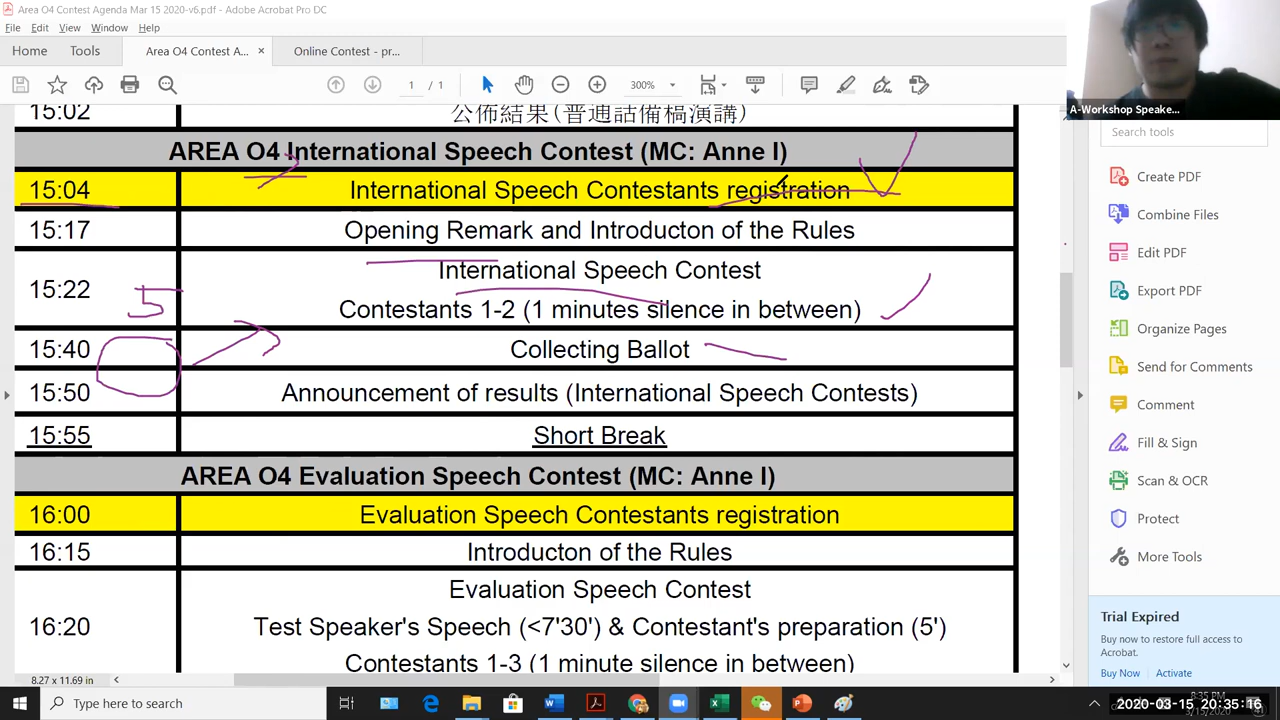 Area O4 Contest Agenda Mar 15 2020-v6.pdf - Adobe Acrobat Pro DC
File Edit View Window Help
Home Tools Area O4 Contest A... × Online Contest - pr...
1 / 1 300%
15:02 公佈結果(普通話備稿演講)
AREA O4 International Speech Contest (MC: Anne I)
15:04 International Speech Contestants registration
15:17 Opening Remark and Introducton of the Rules
15:22 International Speech Contest
Contestants 1-2 (1 minutes silence in between)
5
15:40 Collecting Ballot
15:50 Announcement of results (International Speech Contests)
15:55 Short Break
AREA O4 Evaluation Speech Contest (MC: Anne I)
16:00 Evaluation Speech Contestants registration
16:15 Introducton of the Rules
16:20 Evaluation Speech Contest
Test Speaker's Speech (<7'30') & Contestant's preparation (5')
Contestants 1-3 (1 minute silence in between)
8.27 x 11.69 in
A-Workshop Speake...
Search tools
Create PDF
Combine Files
Edit PDF
Export PDF
Organize Pages
Send for Comments
Comment
Fill & Sign
Scan & OCR
Protect
More Tools
Trial Expired
Buy now to restore full access to
Acrobat.
Buy Now Activate
Type here to search
8:35 PM
3/15/2020
2020-03-15 20:35:16